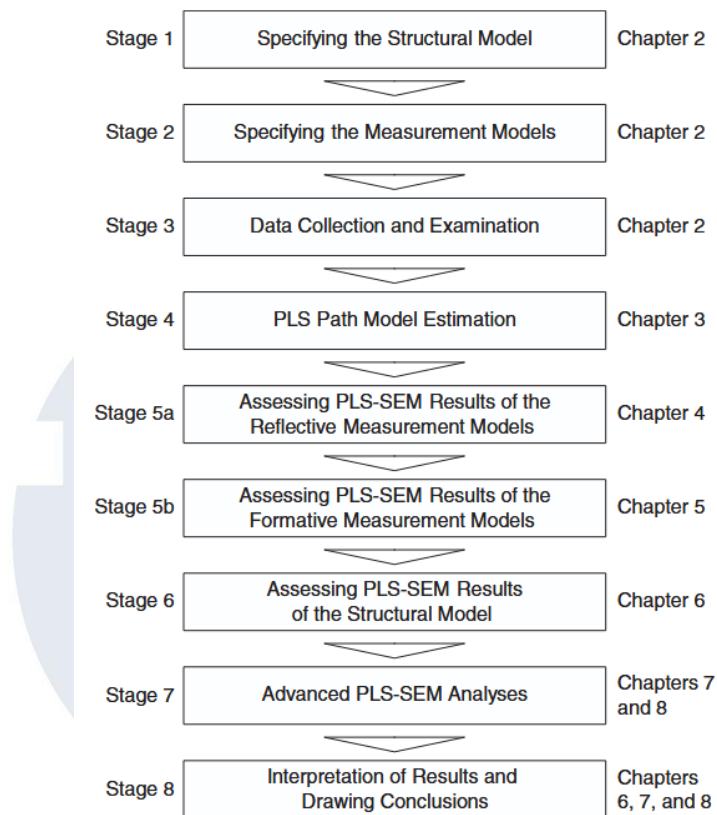 Stage 1 Specifying the Structural Model Chapter 2
Stage 2 Specifying the Measurement Models Chapter 2
Stage 3 Data Collection and Examination Chapter 2
Stage 4 PLS Path Model Estimation Chapter 3
Stage 5a Assessing PLS-SEM Results of the
Reflective Measurement Models Chapter 4
Stage 5b Assessing PLS-SEM Results of the
Formative Measurement Models Chapter 5
Stage 6 Assessing PLS-SEM Results
of the Structural Model Chapter 6
Stage 7 Advanced PLS-SEM Analyses Chapters 7
and 8
Stage 8 Interpretation of Results and Chapters
Drawing Conclusions 6, 7, and 8